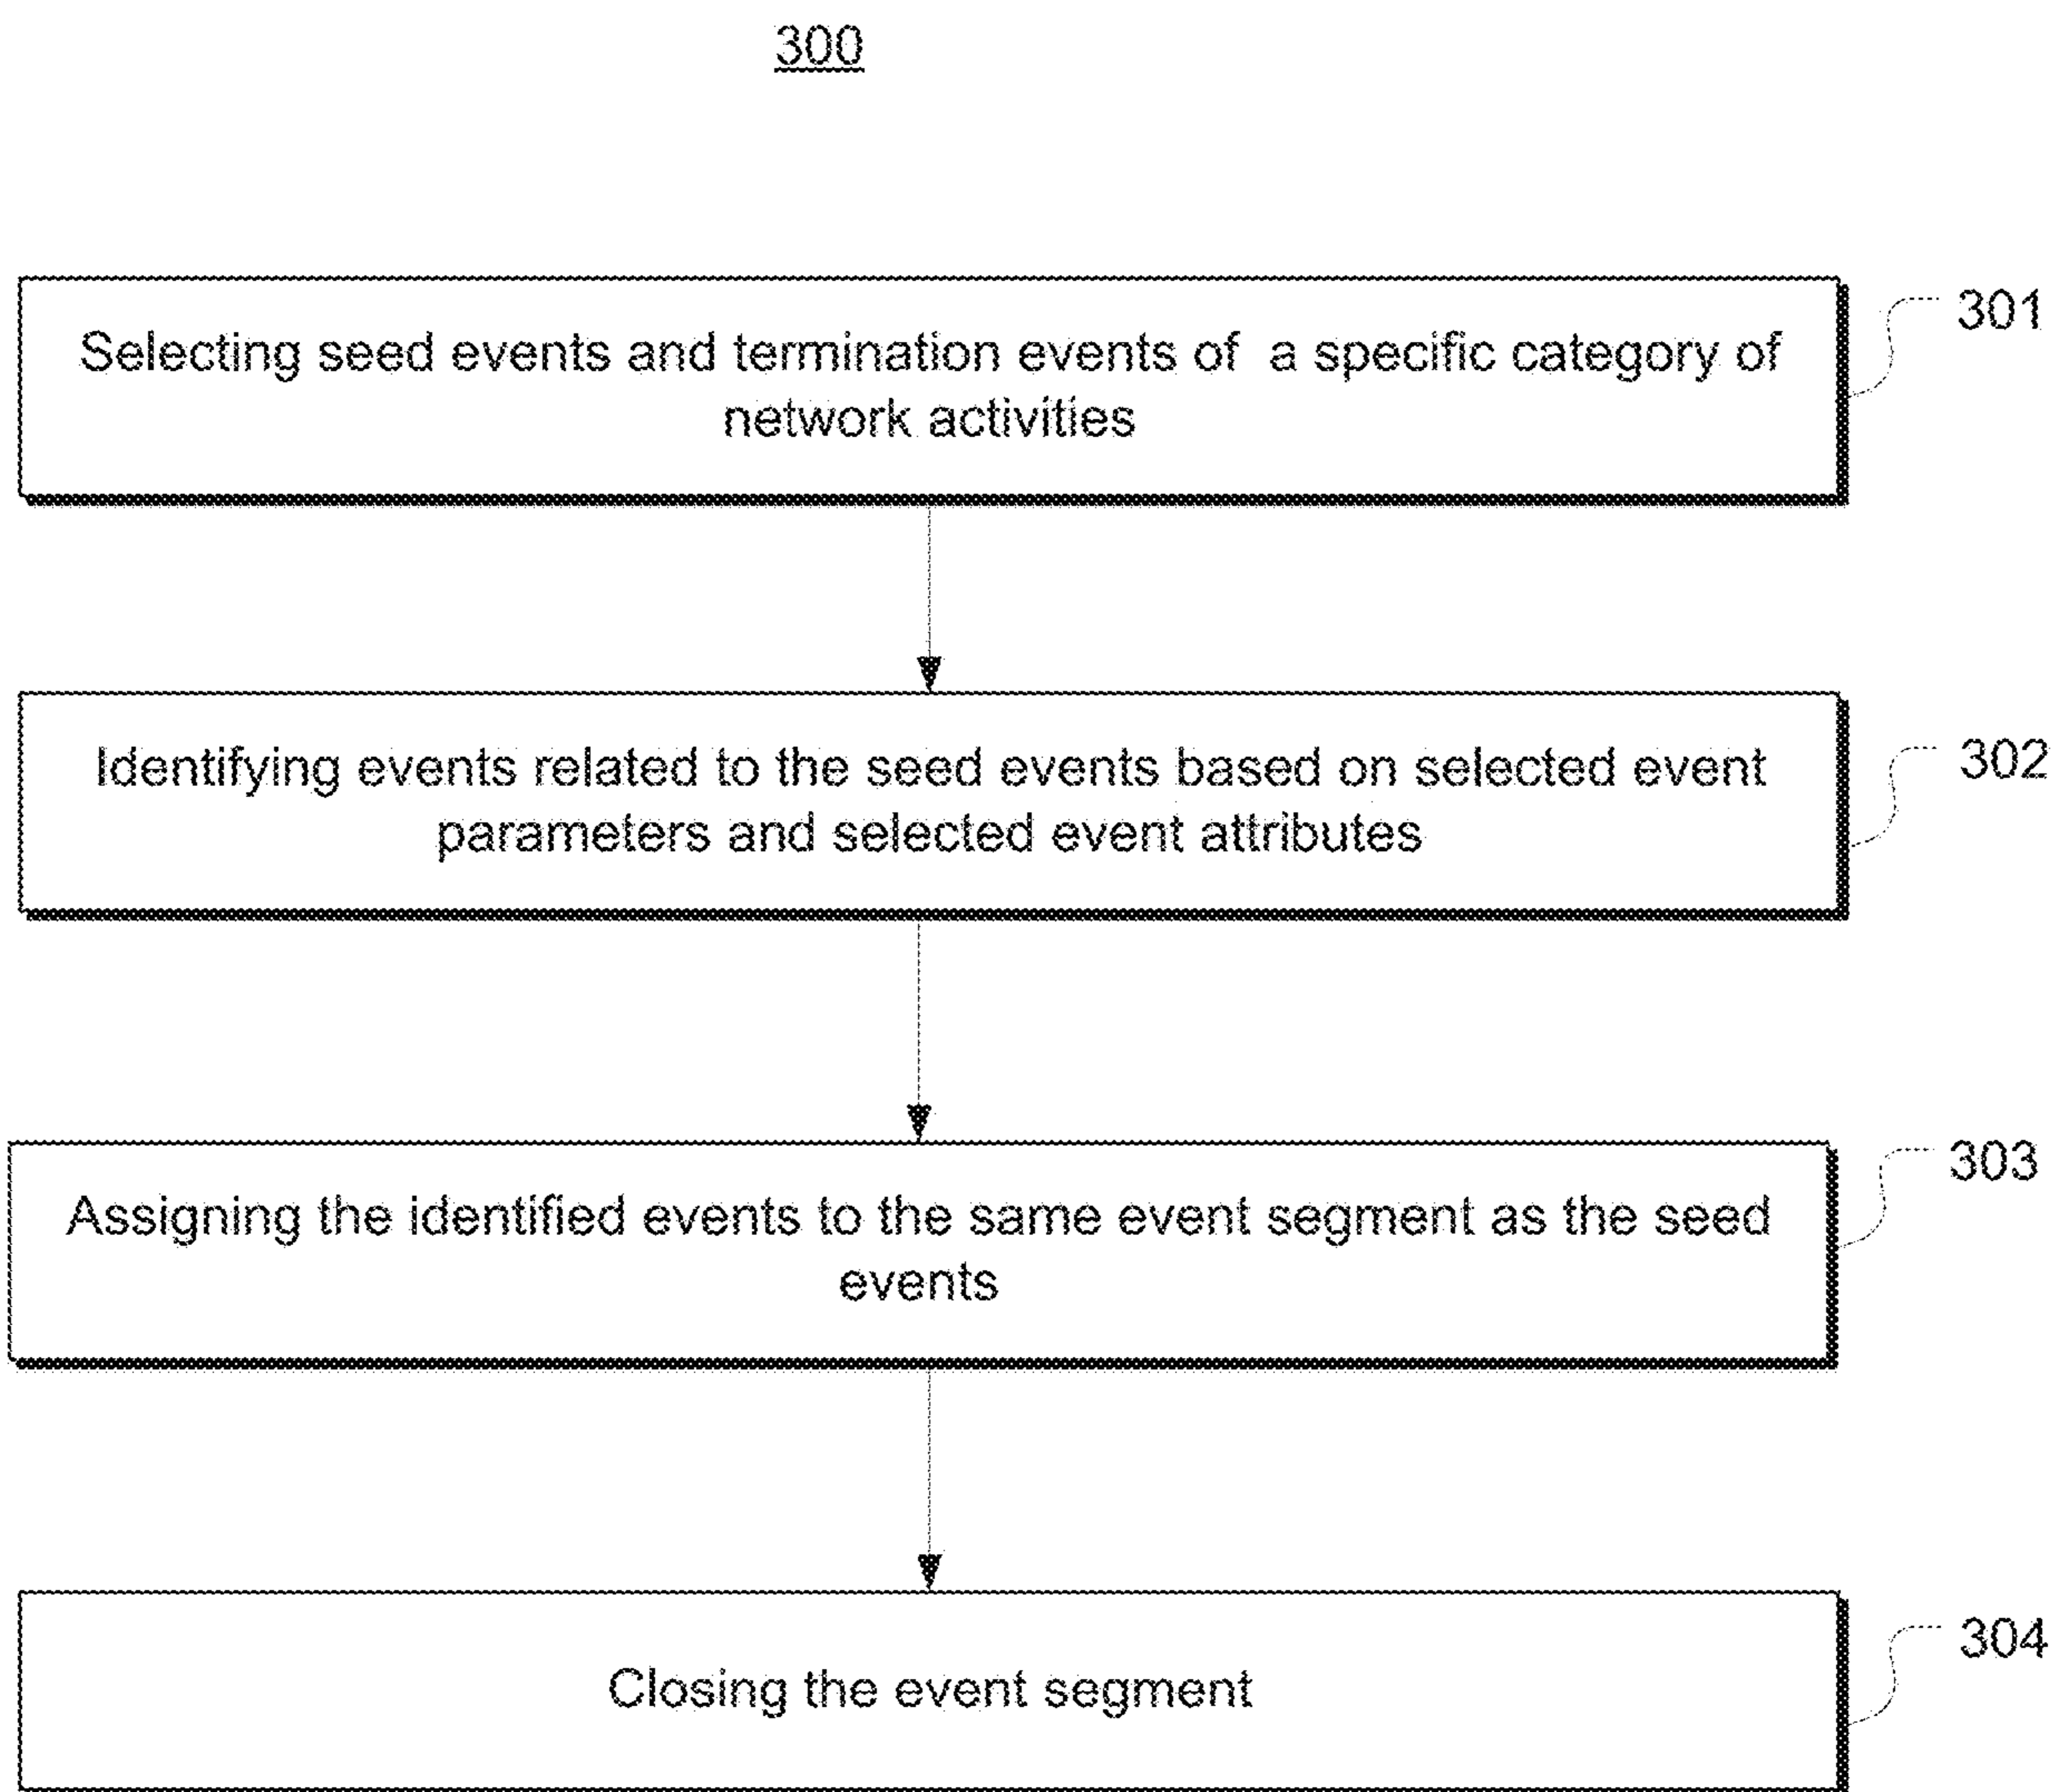 300
Selecting seed events and termination events of a specific category of
network activities
301
Identifying events related to the seed events based on selected event
parameters and selected event attributes
302
Assigning the identified events to the same event segment as the seed
events
303
Closing the event segment
304